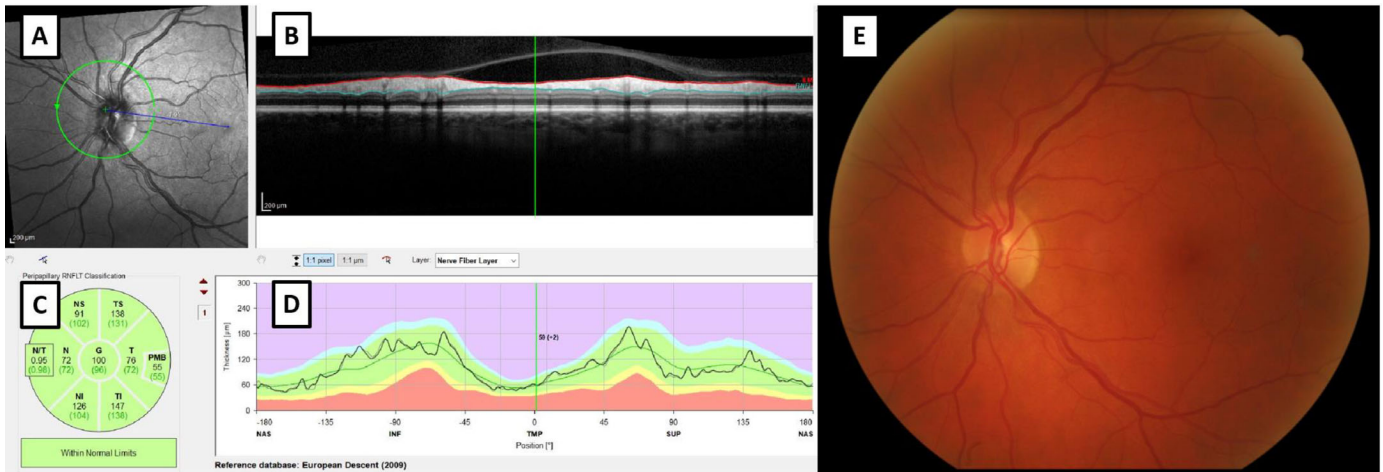 A
200 µm
B
200 µm
1:1 pixel
1:1 µm
Layer:
Nerve Fiber Layer
C
Peripapillary RNFLT Classification
NS
91
(102)
TS
138
(131)
N/T
0.95
(0.98)
N
72
(72)
G
100
(96)
T
76
(72)
PMB
55
(55)
NI
126
(104)
TI
147
(138)
Within Normal Limits
1
D
Thickness [µm]
300
240
180
120
60
0
-180
-135
-90
-45
0
45
90
135
180
NAS
INF
TMP
SUP
NAS
Position [°]
Reference database: European Descent (2009)
E